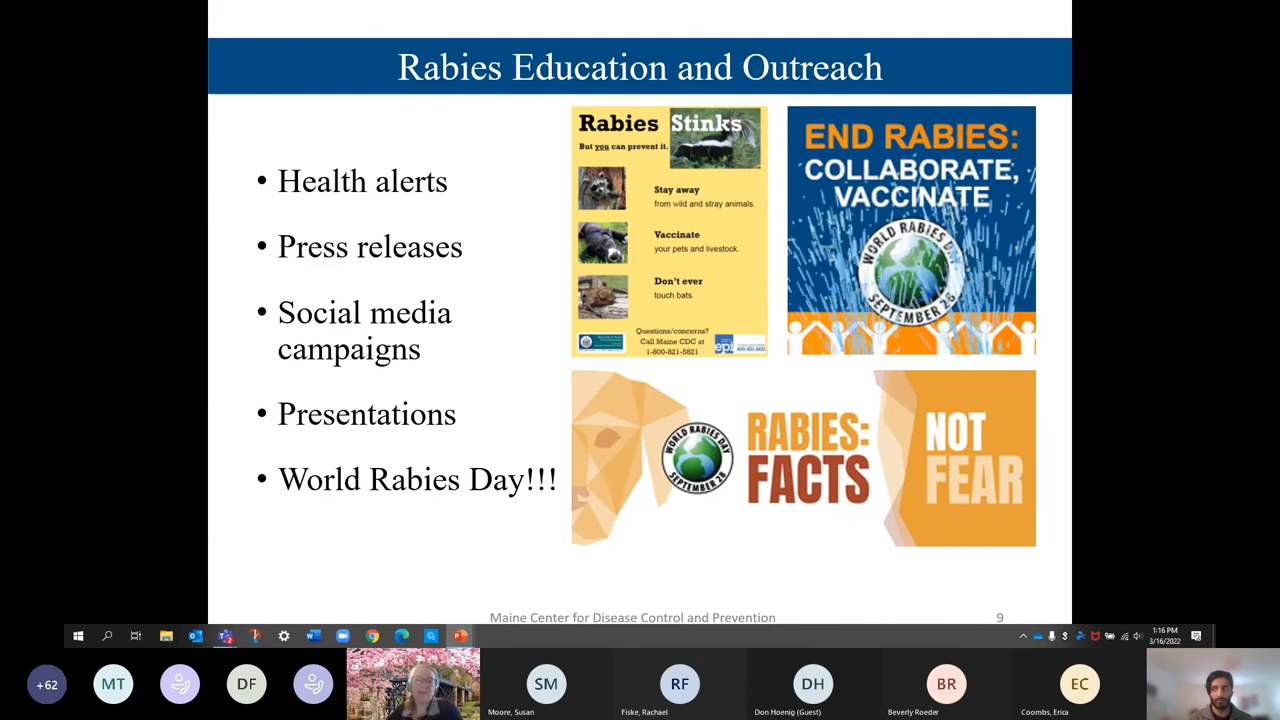 Rabies Education and Outreach
• Health alerts
• Press releases
• Social media
campaigns
• Presentations
• World Rabies Day!!!
Rabies Stinks
But you can prevent it.
Stay away
from wild and stray animals.
Vaccinate
your pets and livestock.
Don't ever
touch bats.
Questions/concerns?
Call Maine CDC at
1-800-821-5821
epi
800-821-5821
END RABIES:
COLLABORATE,
VACCINATE
WORLD RABIES DAY
SEPTEMBER 28
WORLD RABIES DAY
SEPTEMBER 28
RABIES:
FACTS
NOT
FEAR
Maine Center for Disease Control and Prevention
9
1:16 PM
3/16/2022
+62
MT
DF
SM
Moore, Susan
RF
Fiske, Rachael
DH
Don Hoenig (Guest)
BR
Beverly Roeder
EC
Coombs, Erica